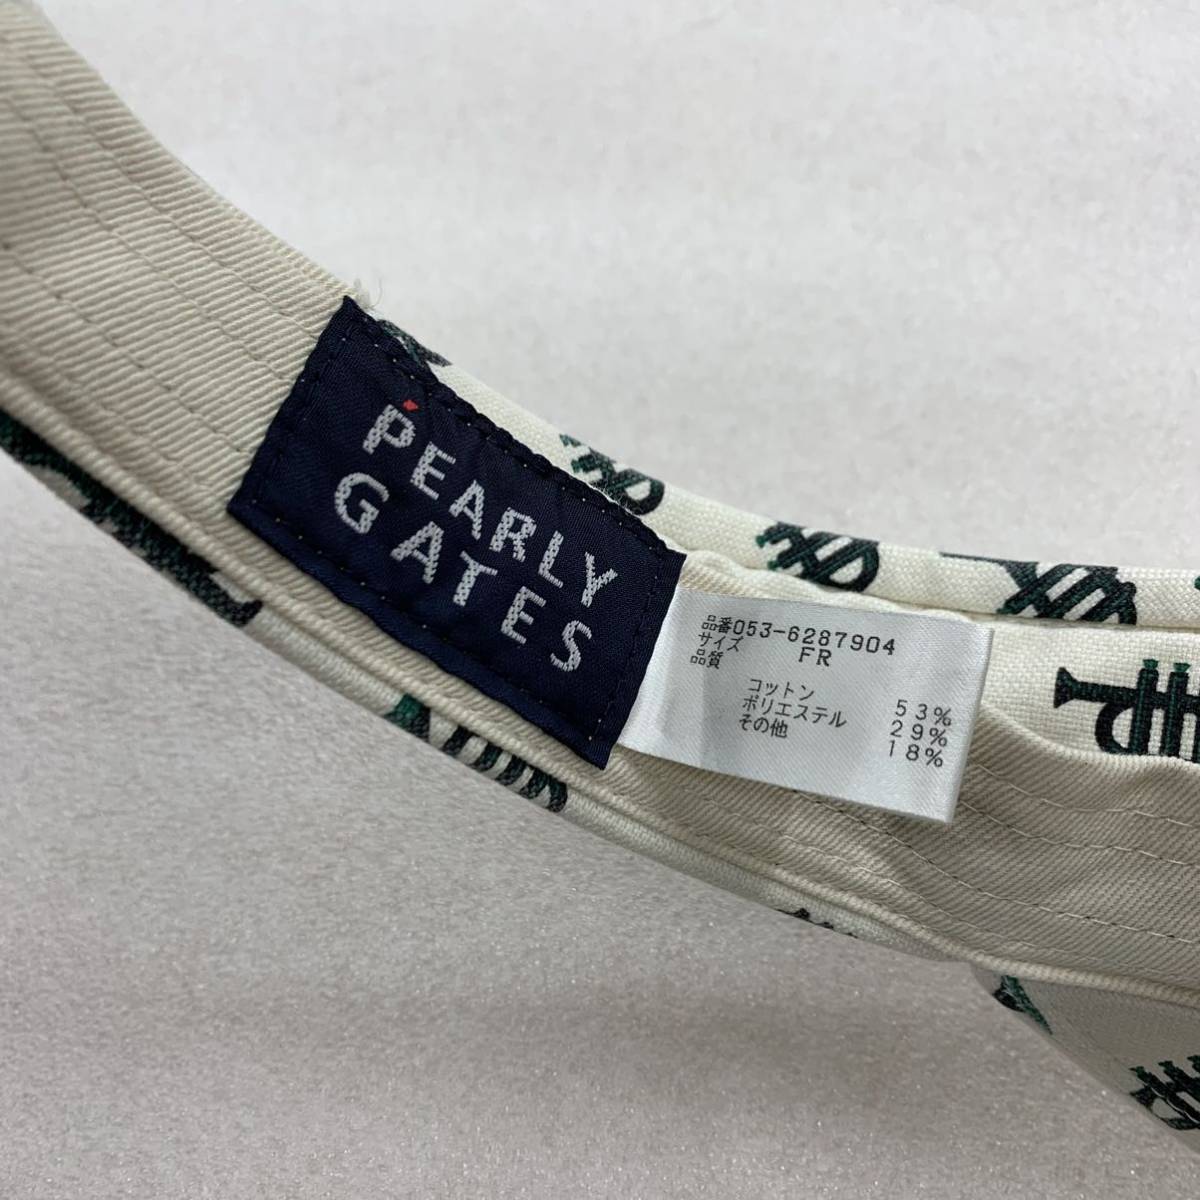 PEARLY
GATES
品番053-6287904
サイズ FR
品質
コットン 53%
ポリエステル 29%
その他 18%